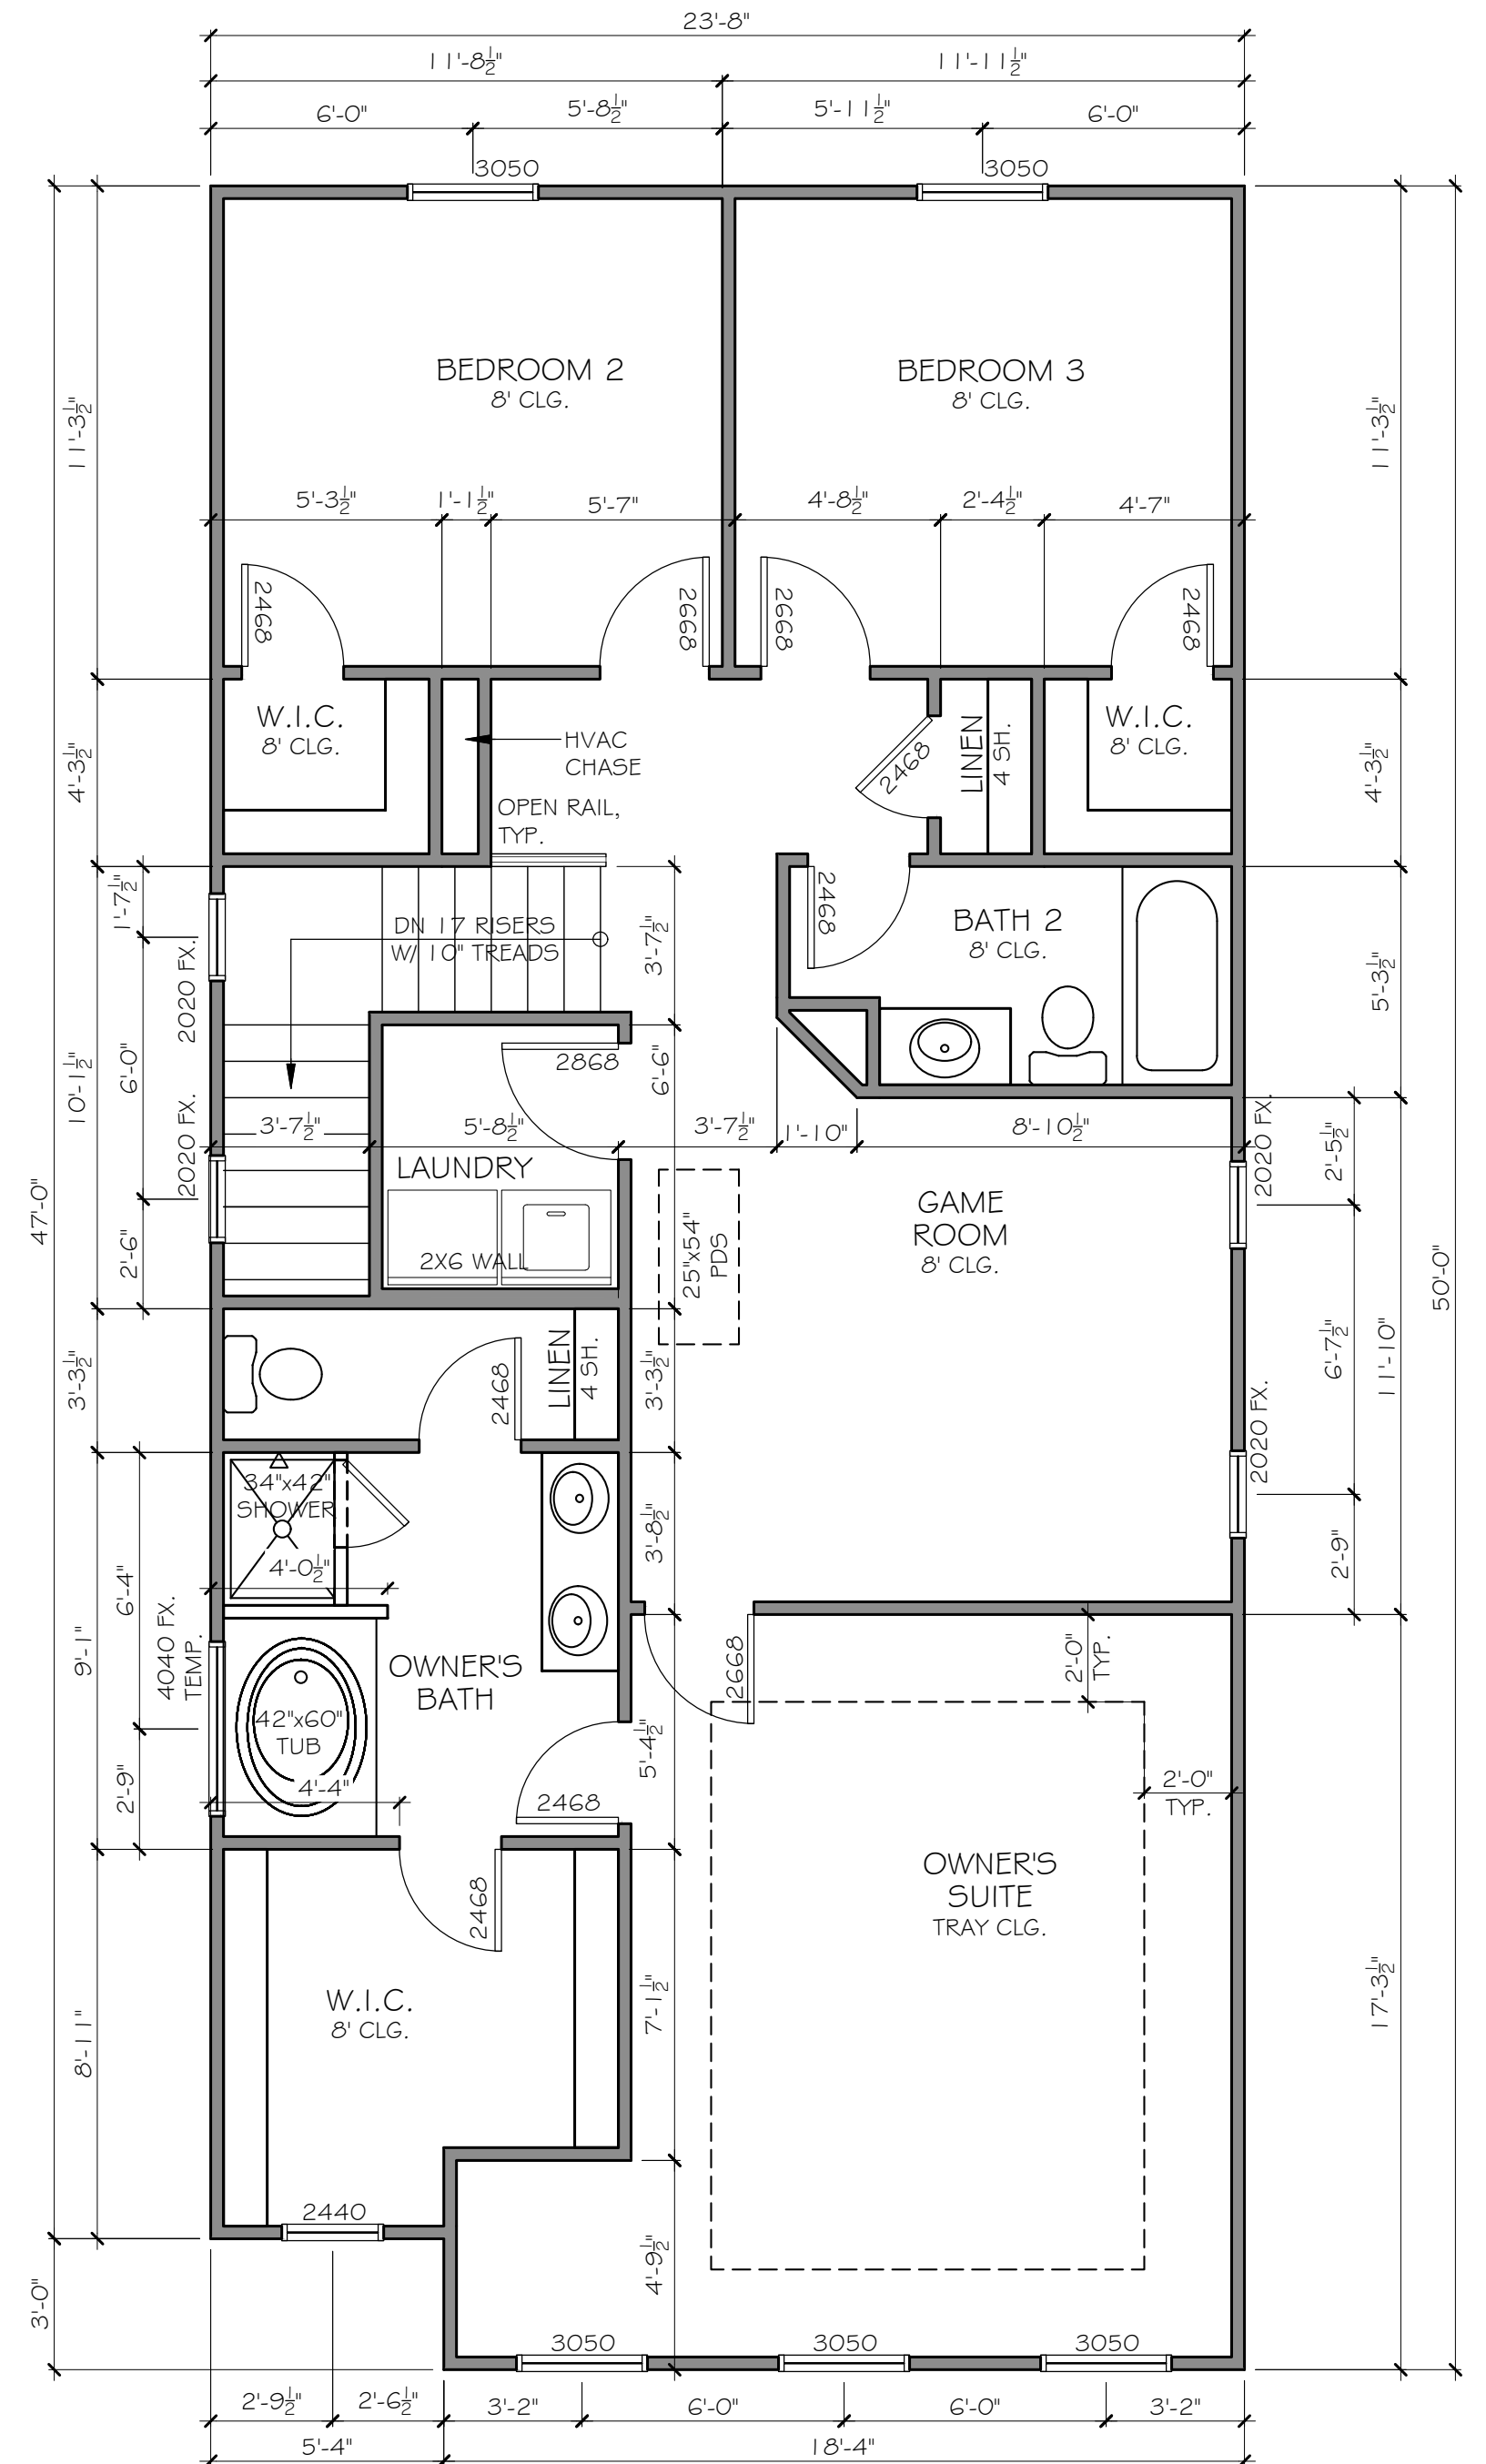 23'-8"
11'-8½"
11'-11½"
6'-0"
5'-8½"
5'-11½"
6'-0"
3050
3050
BEDROOM 2
8' CLG.
BEDROOM 3
8' CLG.
11'-3½"
11'-3½"
5'-3½"
1'-1½"
5'-7"
4'-8½"
2'-4½"
4'-7"
2468
2668
2668
2468
W.I.C.
8' CLG.
HVAC
CHASE
OPEN RAIL,
TYP.
2468
LINEN
4 SH.
W.I.C.
8' CLG.
4'-3½"
4'-3½"
1'-7½"
2020 FX.
DN 17 RISERS
W/ 10" TREADS
3'-7½"
2468
BATH 2
8' CLG.
5'-3½"
10'-1½"
6'-0"
2020 FX.
2868
6'-6"
3'-7½"
5'-8½"
3'-7½"
1'-10"
8'-10½"
2020 FX.
2'-5½"
LAUNDRY
2X6 WALL
25"x54"
PDS
GAME
ROOM
8' CLG.
47'-0"
2'-6"
50'-0"
6'-7½"
11'-10"
3'-3½"
2468
LINEN
4 SH.
3'-3½"
2020 FX.
34"x42"
SHOWER
4'-0½"
3'-8½"
2'-9"
6'-4"
9'-1"
4040 FX.
TEMP.
OWNER'S
BATH
2668
2'-0"
TYP.
42"x60"
TUB
4'-4"
2'-9"
5'-4½"
2468
2'-0"
TYP.
2468
OWNER'S
SUITE
TRAY CLG.
W.I.C.
8' CLG.
8'-11"
7'-1½"
17'-3½"
2440
3'-0"
4'-9½"
3050
3050
3050
2'-9½"
2'-6½"
3'-2"
6'-0"
6'-0"
3'-2"
5'-4"
18'-4"